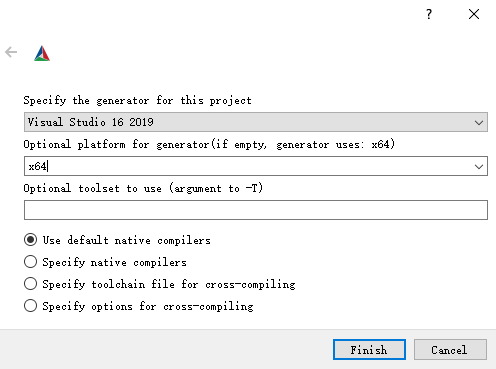 ?
Specify the generator for this project
Visual Studio 16 2019
Optional platform for generator(if empty, generator uses: x64)
x64
Optional toolset to use (argument to -T)
Use default native compilers
Specify native compilers
Specify toolchain file for cross-compiling
Specify options for cross-compiling
Finish
Cancel